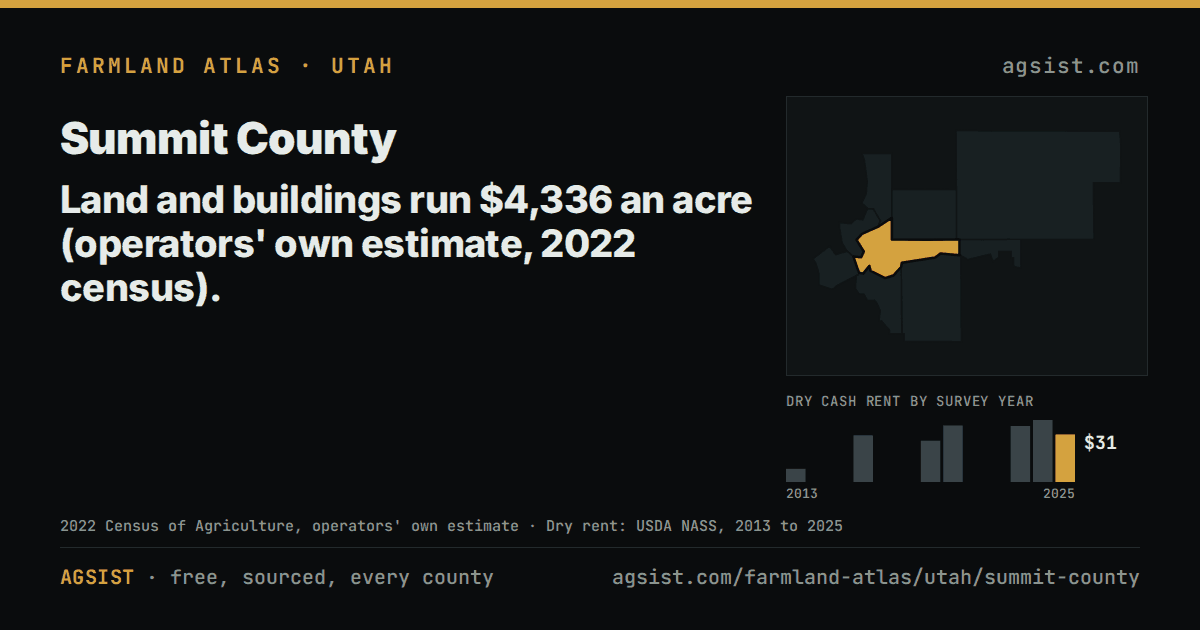 FARMLAND ATLAS · UTAH
agsist.com
Summit County
Land and buildings run $4,336 an acre
(operators' own estimate, 2022
census).
DRY CASH RENT BY SURVEY YEAR
$31
2013
2025
2022 Census of Agriculture, operators' own estimate · Dry rent: USDA NASS, 2013 to 2025
AGSIST · free, sourced, every county
agsist.com/farmland-atlas/utah/summit-county